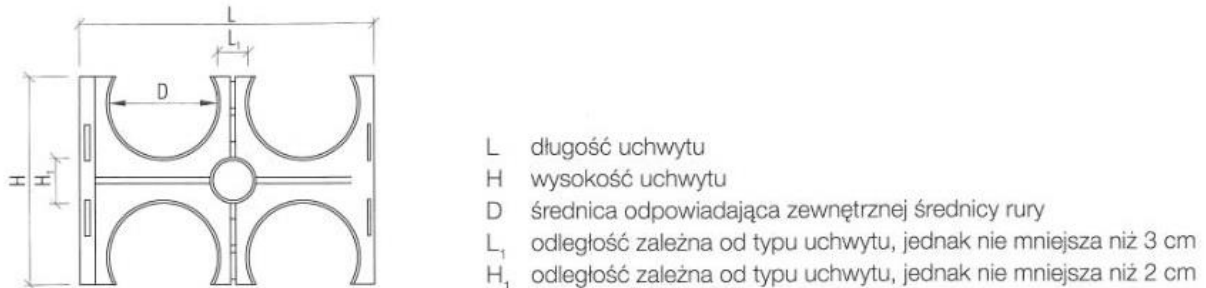 L
L₁
D
H
H₁
L długość uchwytu
H wysokość uchwytu
D średnica odpowiadająca zewnętrznej średnicy rury
L₁ odległość zależna od typu uchwytu, jednak nie mniejsza niż 3 cm
H₁ odległość zależna od typu uchwytu, jednak nie mniejsza niż 2 cm